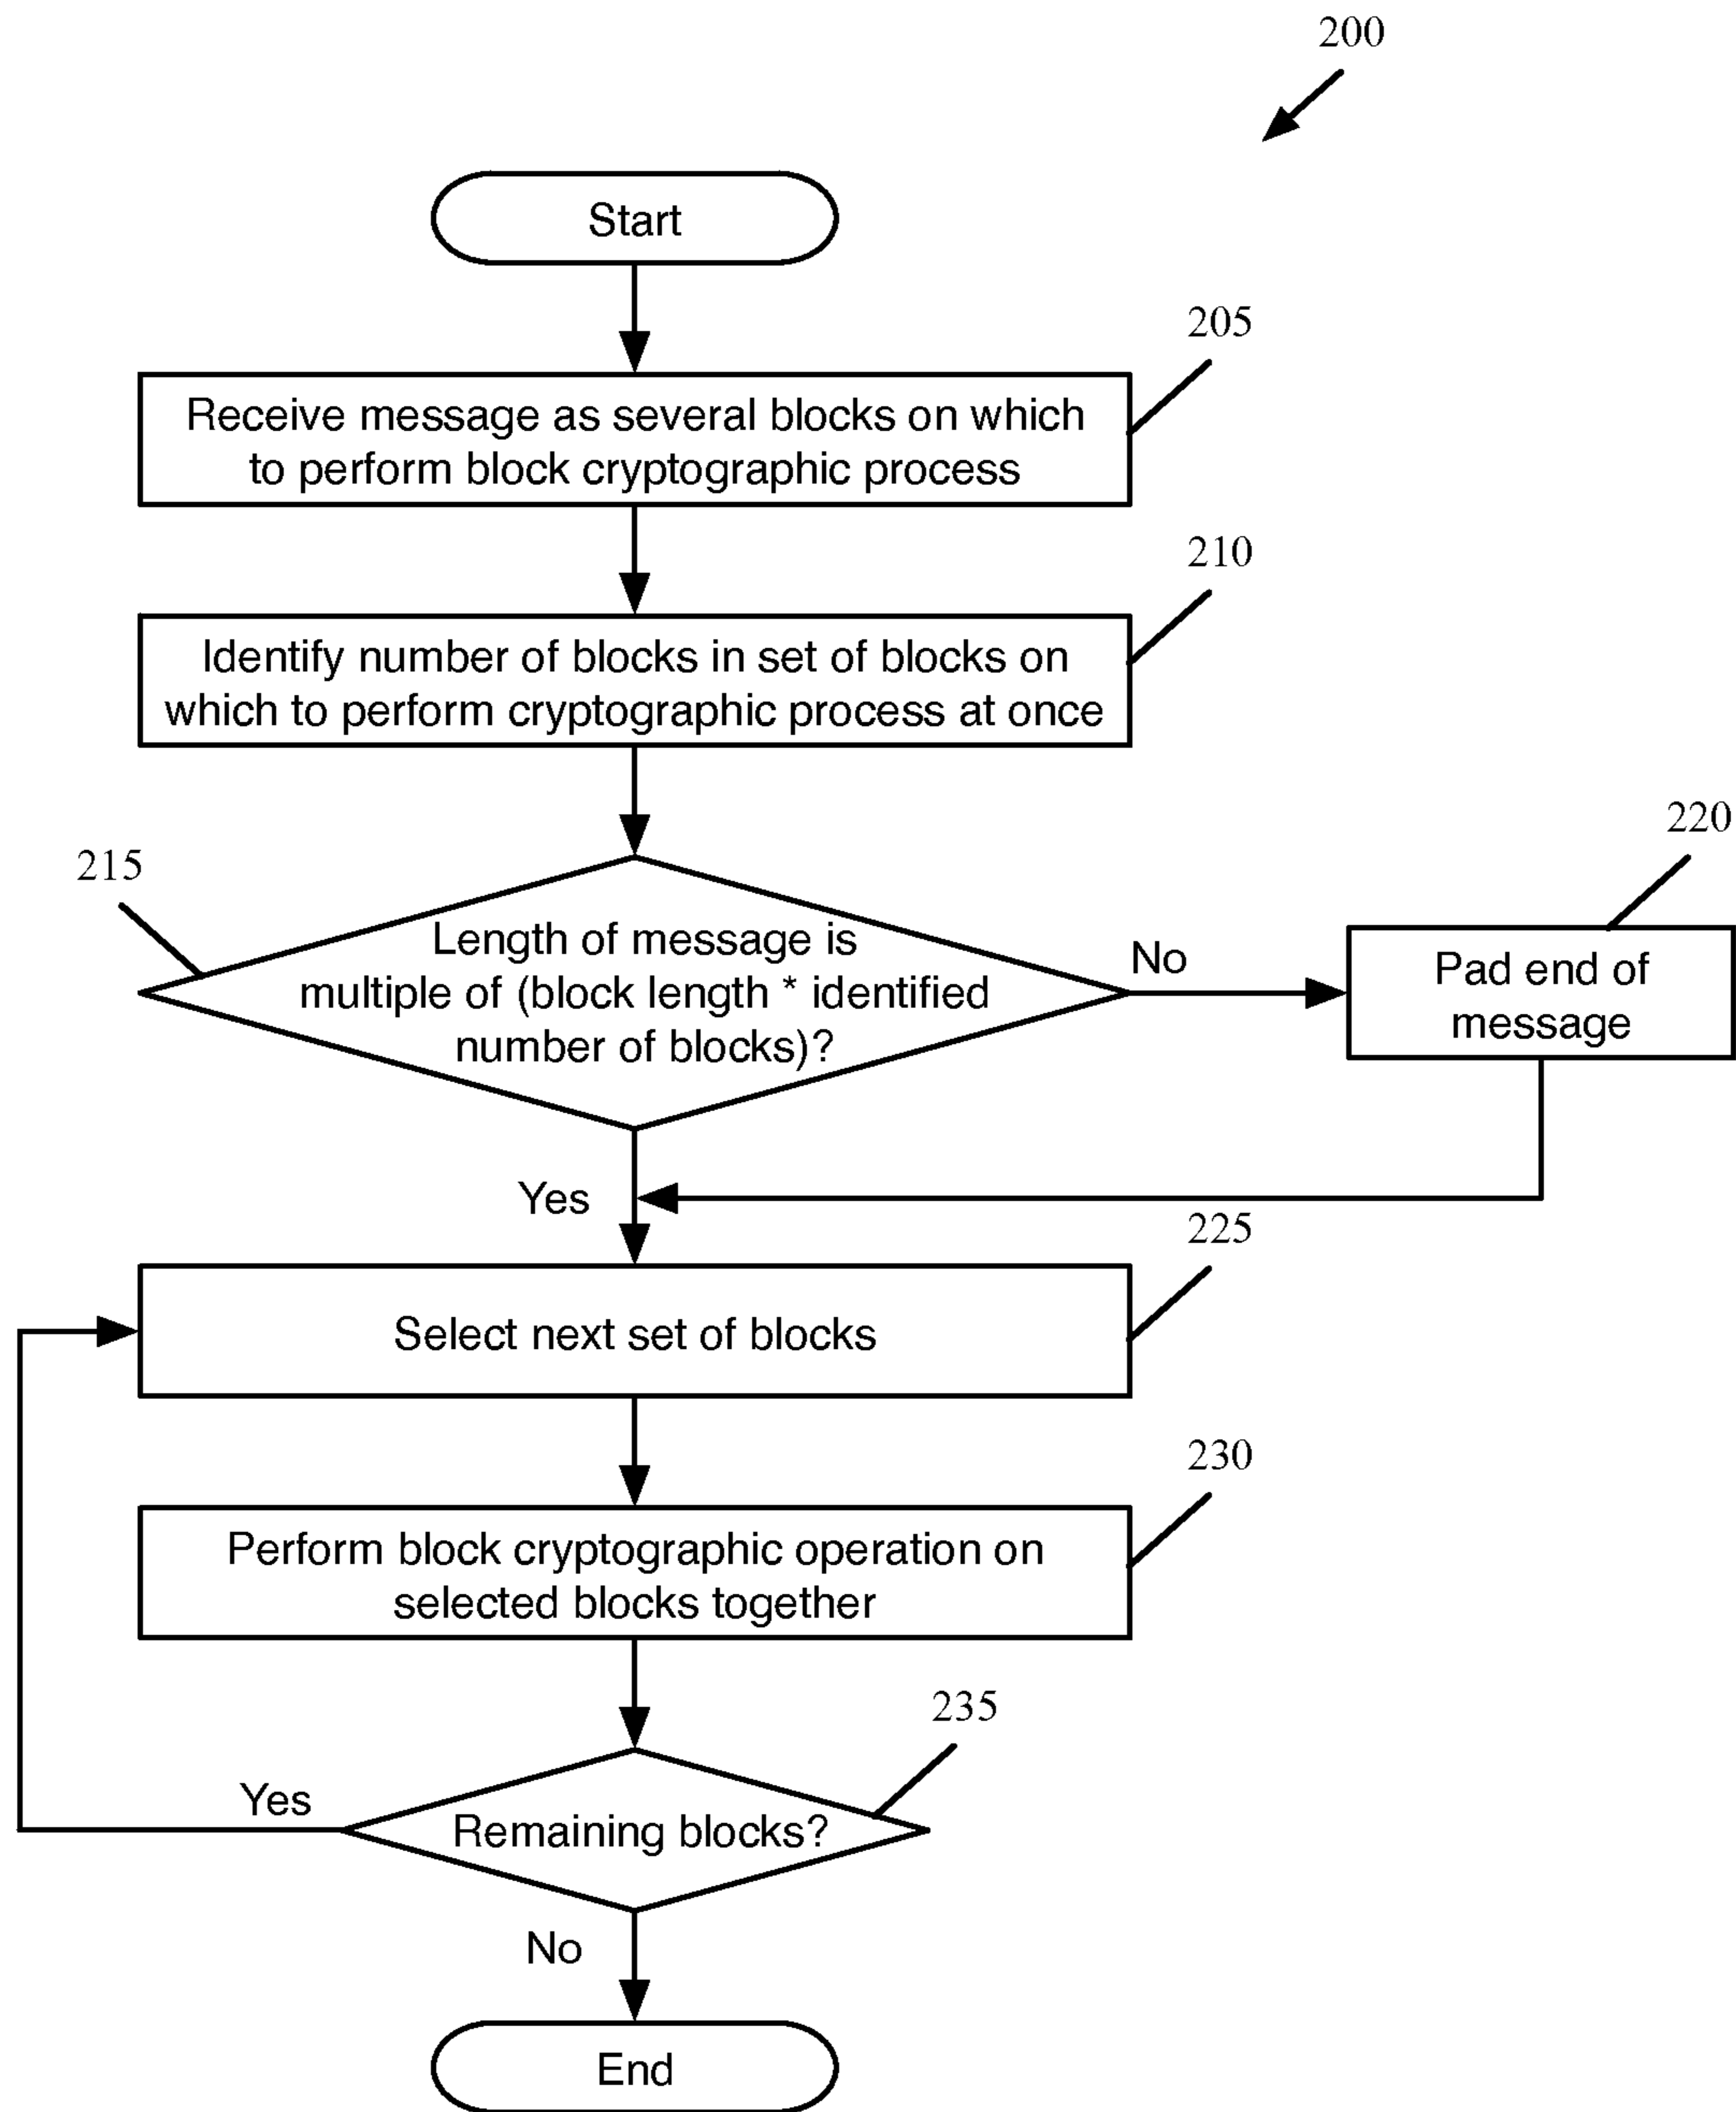 200
Start
205
Receive message as several blocks on which
to perform block cryptographic process
210
Identify number of blocks in set of blocks on
which to perform cryptographic process at once
215
Length of message is
multiple of (block length * identified
number of blocks)?
No
220
Pad end of
message
Yes
225
Select next set of blocks
230
Perform block cryptographic operation on
selected blocks together
235
Yes
Remaining blocks?
No
End